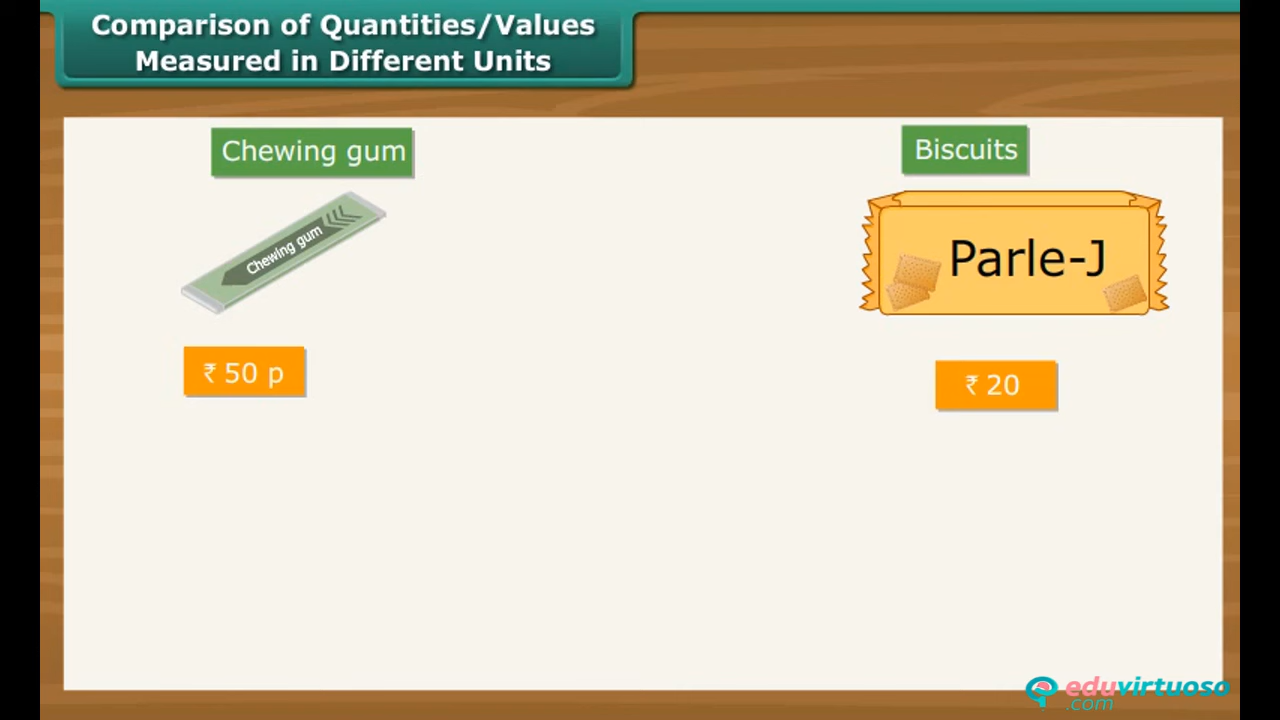 Comparison of Quantities/Values
Measured in Different Units
Chewing gum
Biscuits
Chewing gum
Parle-J
₹ 50 p
₹ 20
eduvirtuoso
.com